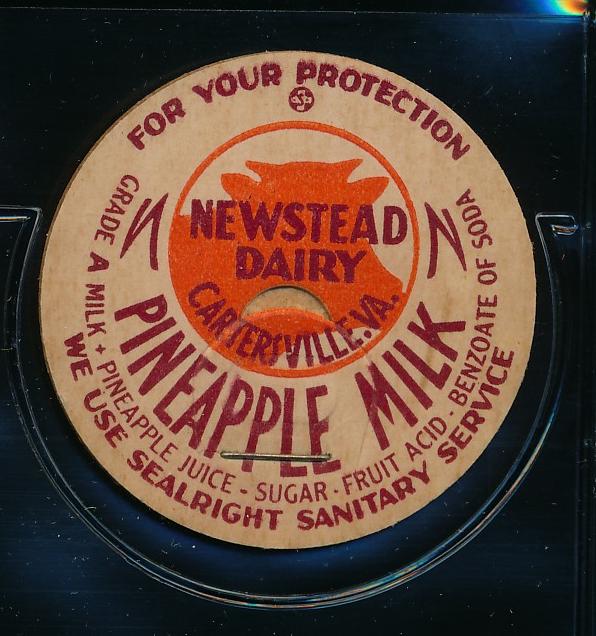 FOR YOUR PROTECTION
NEWSTEAD
DAIRY
CARTERSVILLE.VA.
PINEAPPLE MILK
GRADE A MILK + PINEAPPLE JUICE - SUGAR - FRUIT ACID - BENZOATE OF SODA
WE USE SEALRIGHT SANITARY SERVICE